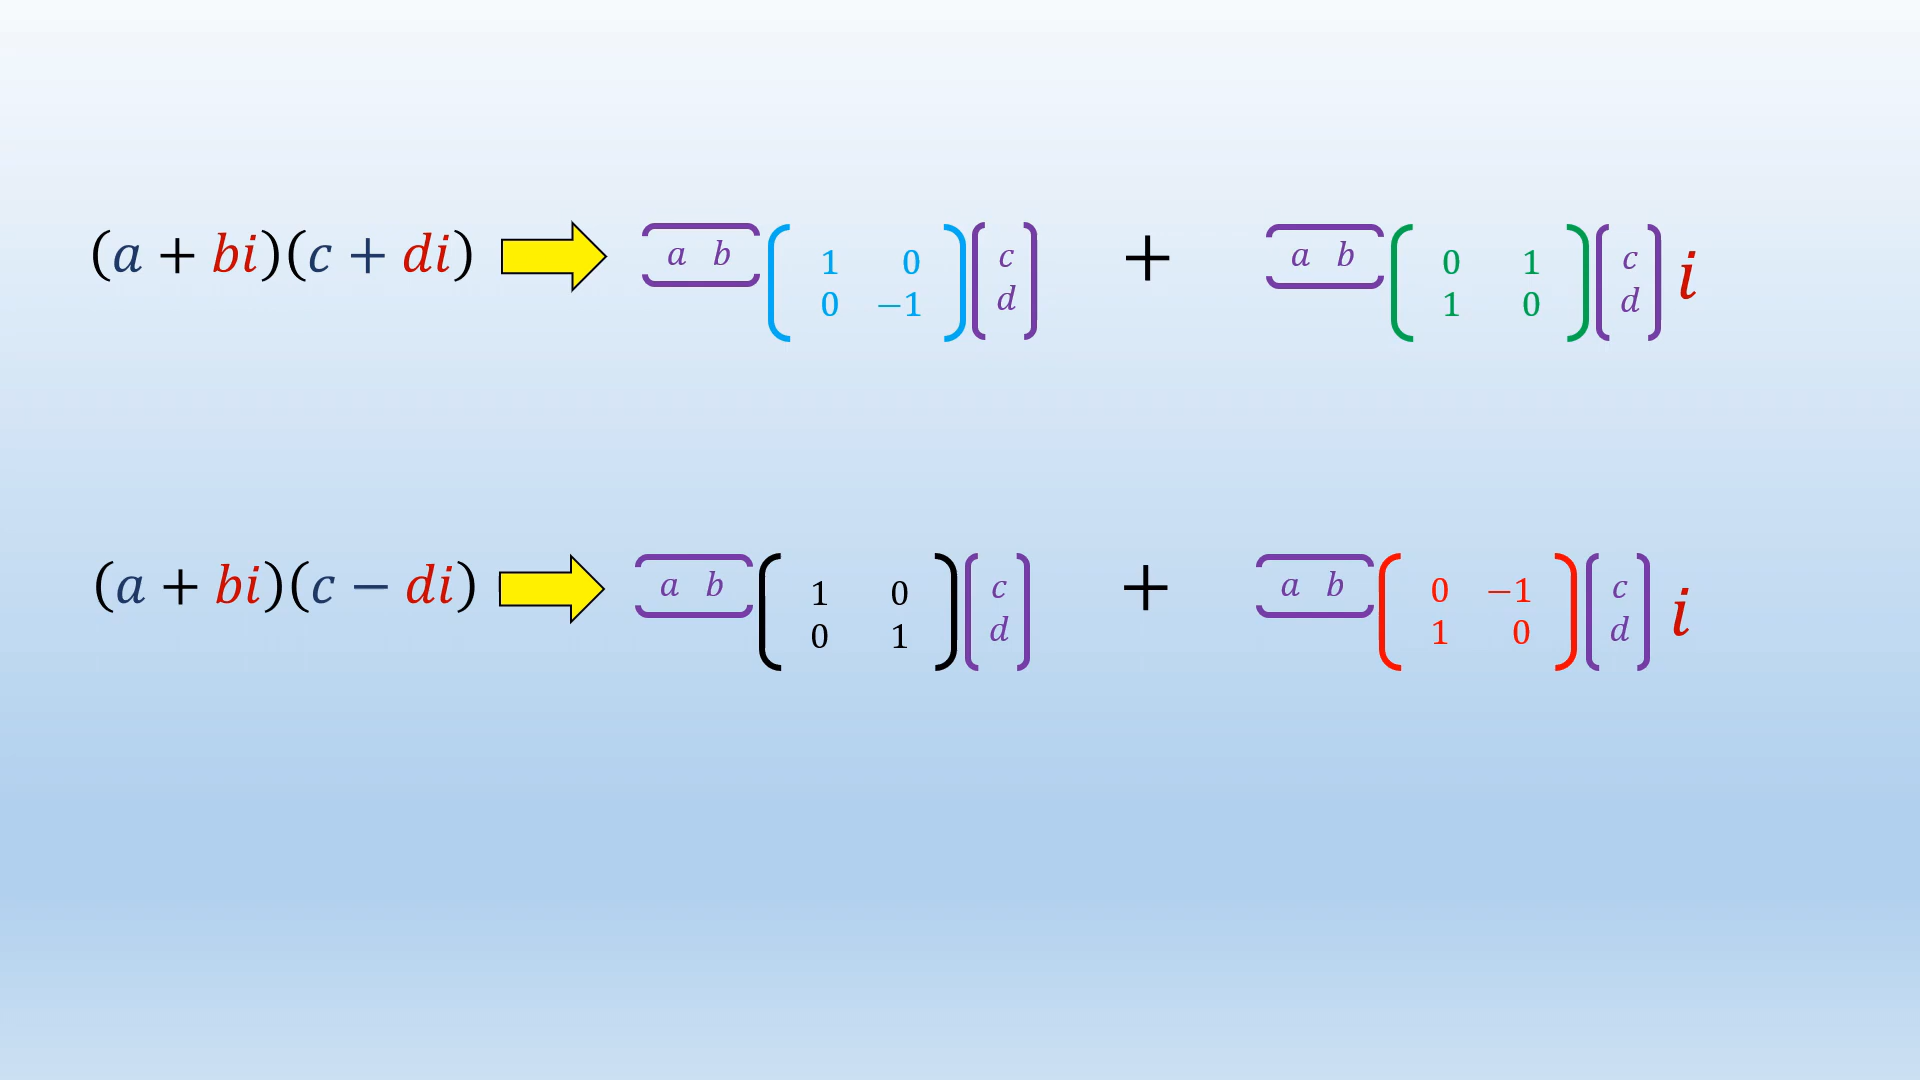 (a + bi)(c + di) (a b) ( 1 0 ) ( c ) + (a b) ( 0 1 ) ( c ) i
0 −1 d 1 0 d
(a + bi)(c − di) (a b) ( 1 0 ) ( c ) + (a b) ( 0 −1 ) ( c ) i
0 1 d 1 0 d